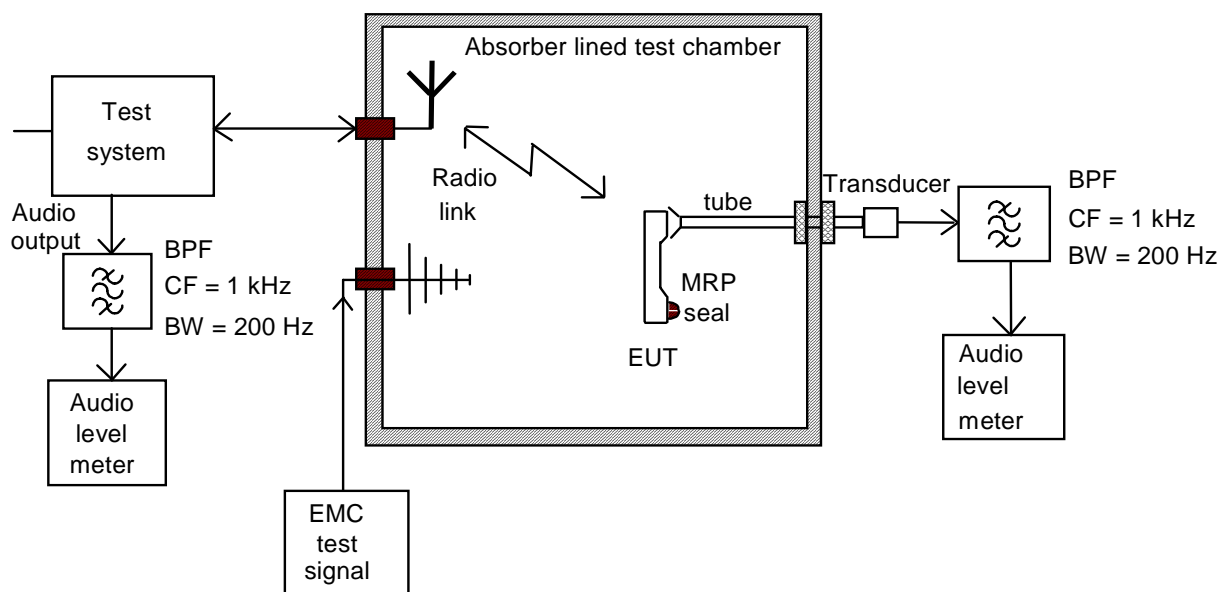 Absorber lined test chamber
Test
system
Audio
output
BPF
CF = 1 kHz
BW = 200 Hz
Audio
level
meter
EMC
test
signal
Radio
link
tube
MRP
seal
EUT
Transducer
BPF
CF = 1 kHz
BW = 200 Hz
Audio
level
meter